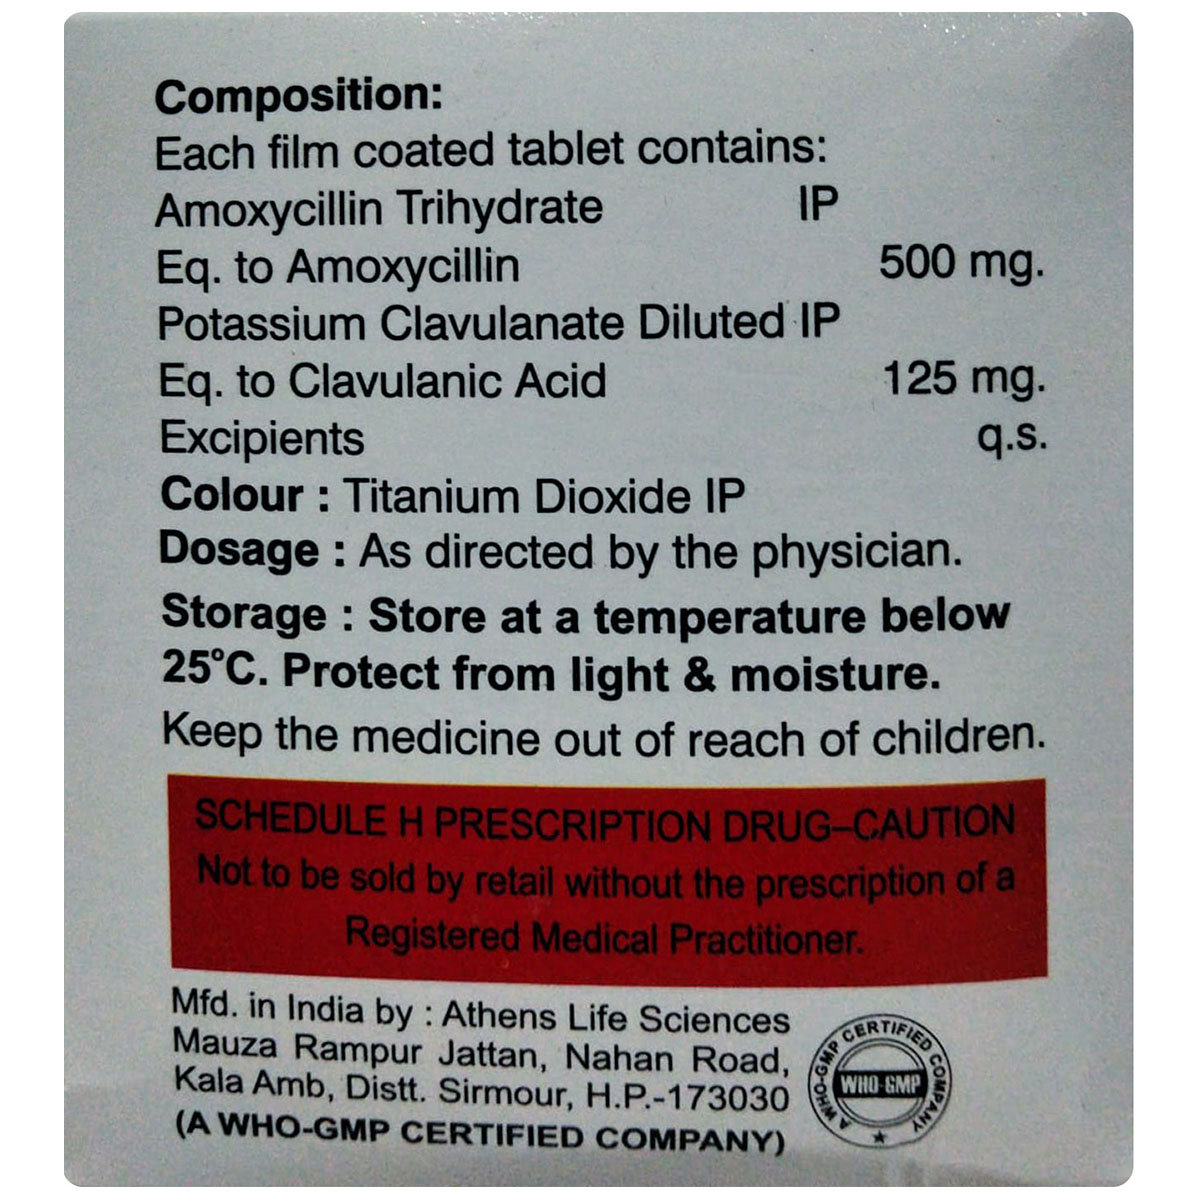 Composition:
Each film coated tablet contains:
Amoxycillin Trihydrate IP
Eq. to Amoxycillin 500 mg.
Potassium Clavulanate Diluted IP
Eq. to Clavulanic Acid 125 mg.
Excipients q.s.
Colour : Titanium Dioxide IP
Dosage : As directed by the physician.
Storage : Store at a temperature below
25°C. Protect from light & moisture.
Keep the medicine out of reach of children.
SCHEDULE H PRESCRIPTION DRUG–CAUTION
Not to be sold by retail without the prescription of a
Registered Medical Practitioner.
Mfd. in India by : Athens Life Sciences
Mauza Rampur Jattan, Nahan Road,
Kala Amb, Distt. Sirmour, H.P.-173030
(A WHO-GMP CERTIFIED COMPANY)
A WHO-GMP CERTIFIED COMPANY
WHO-GMP